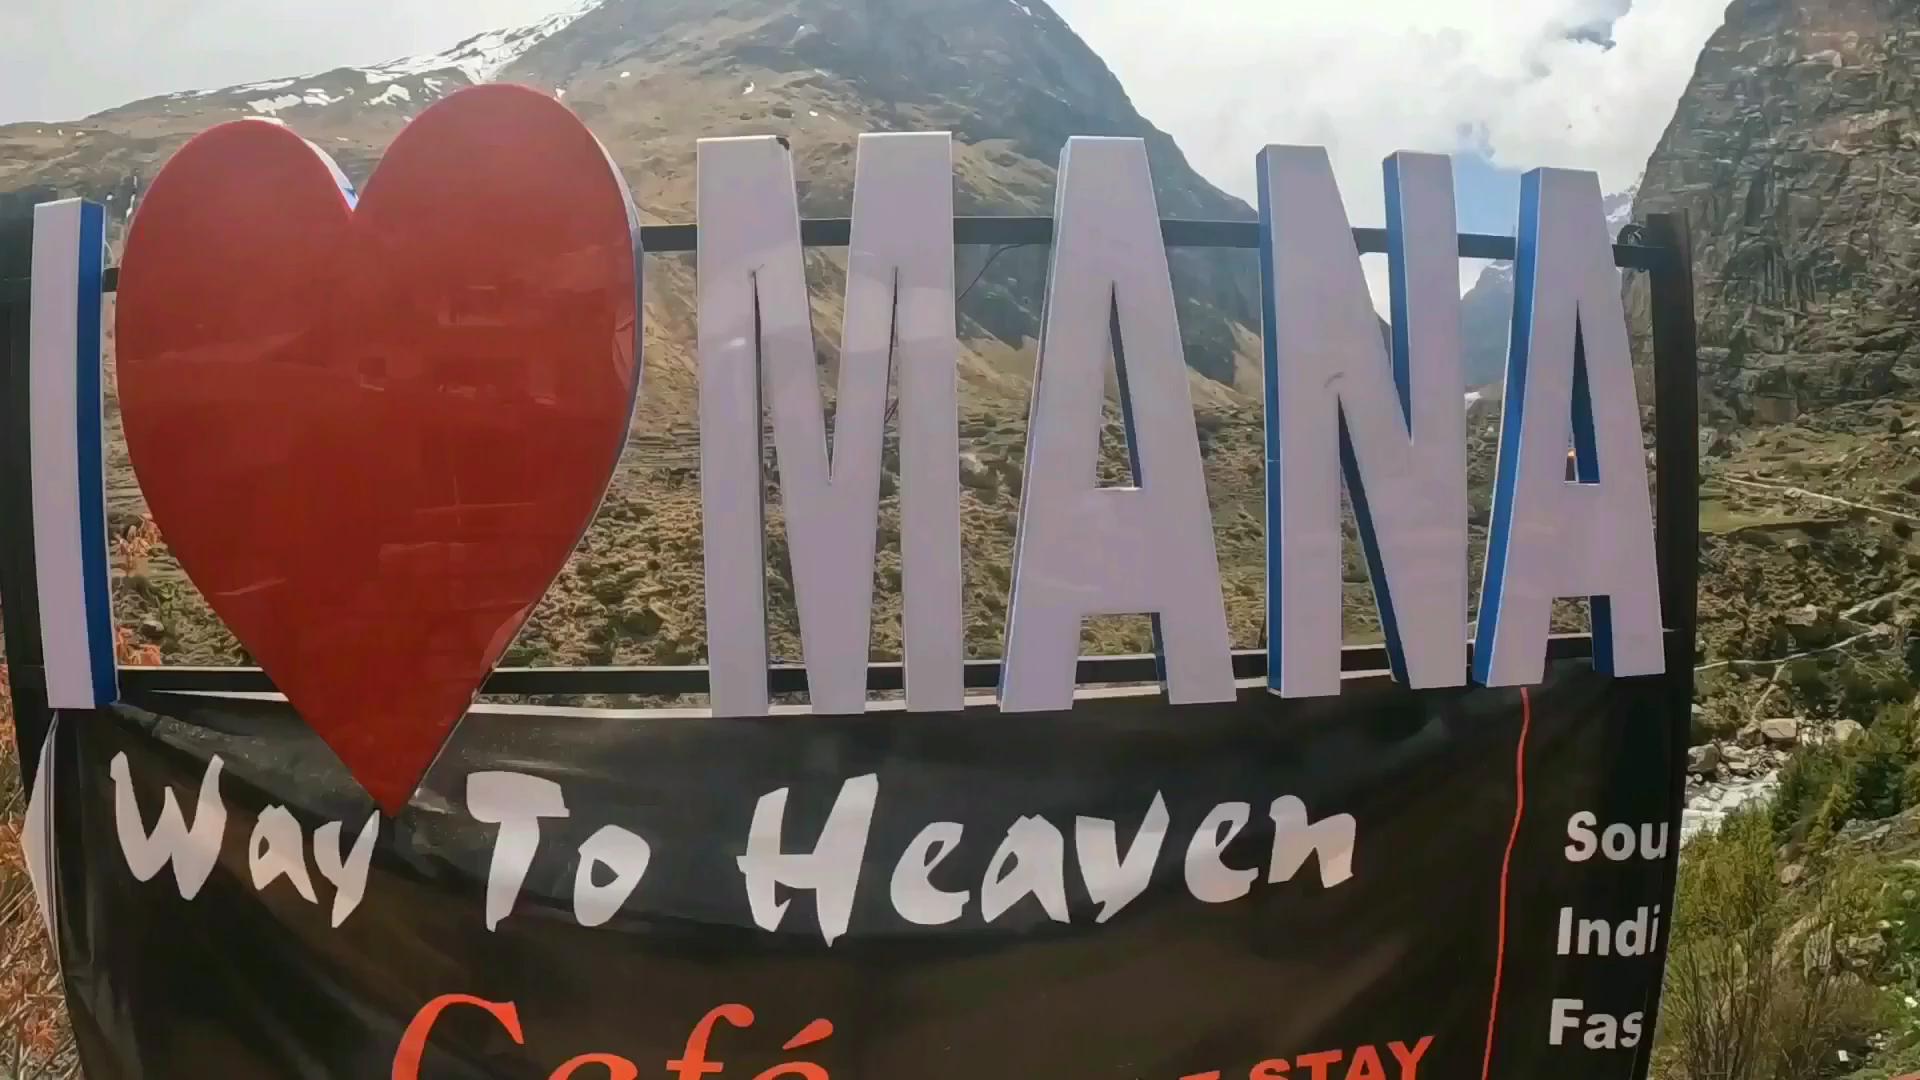 I ❤ MANA
Way To Heaven
Café
STAY
Sou
Indi
Fas